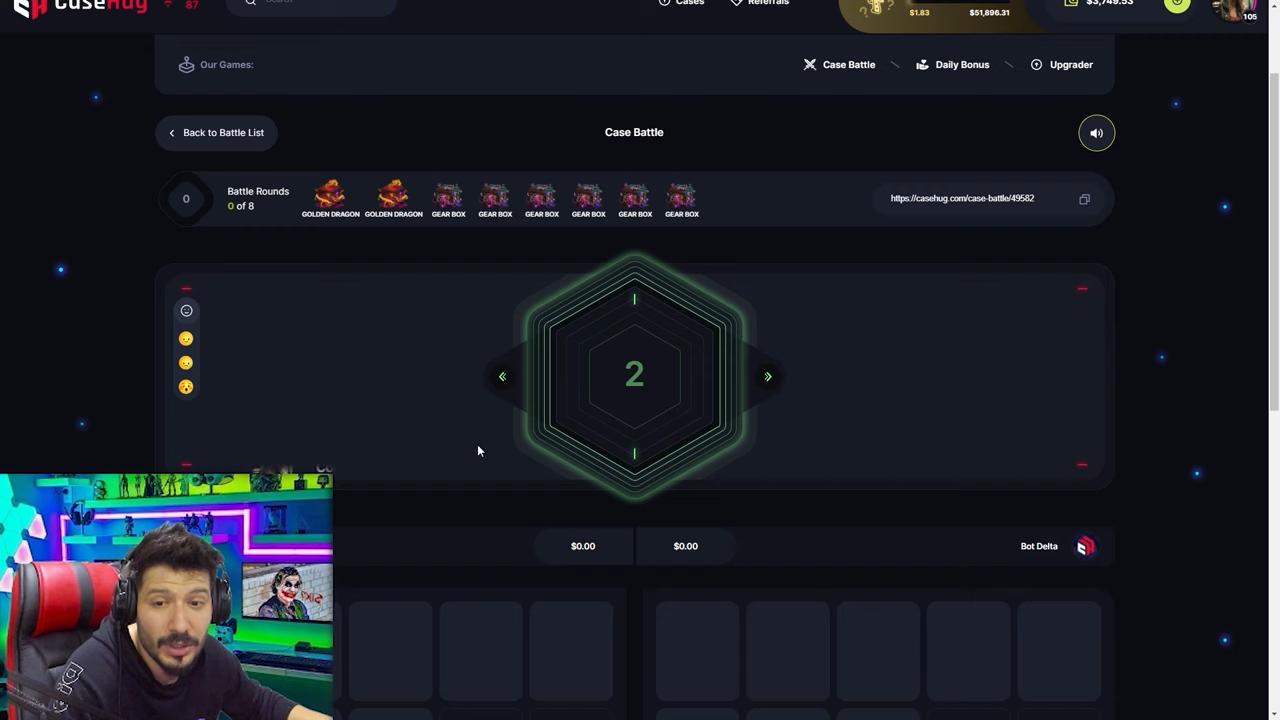 CaseHug
87
Search
Cases
Referrals
$1.83
$51,896.31
$3,749.53
105
Our Games:
Case Battle
Daily Bonus
Upgrader
Back to Battle List
Case Battle
0
Battle Rounds
0 of 8
GOLDEN DRAGON
GOLDEN DRAGON
GEAR BOX
GEAR BOX
GEAR BOX
GEAR BOX
GEAR BOX
GEAR BOX
https://casehug.com/case-battle/49582
2
$0.00
$0.00
Bot Delta